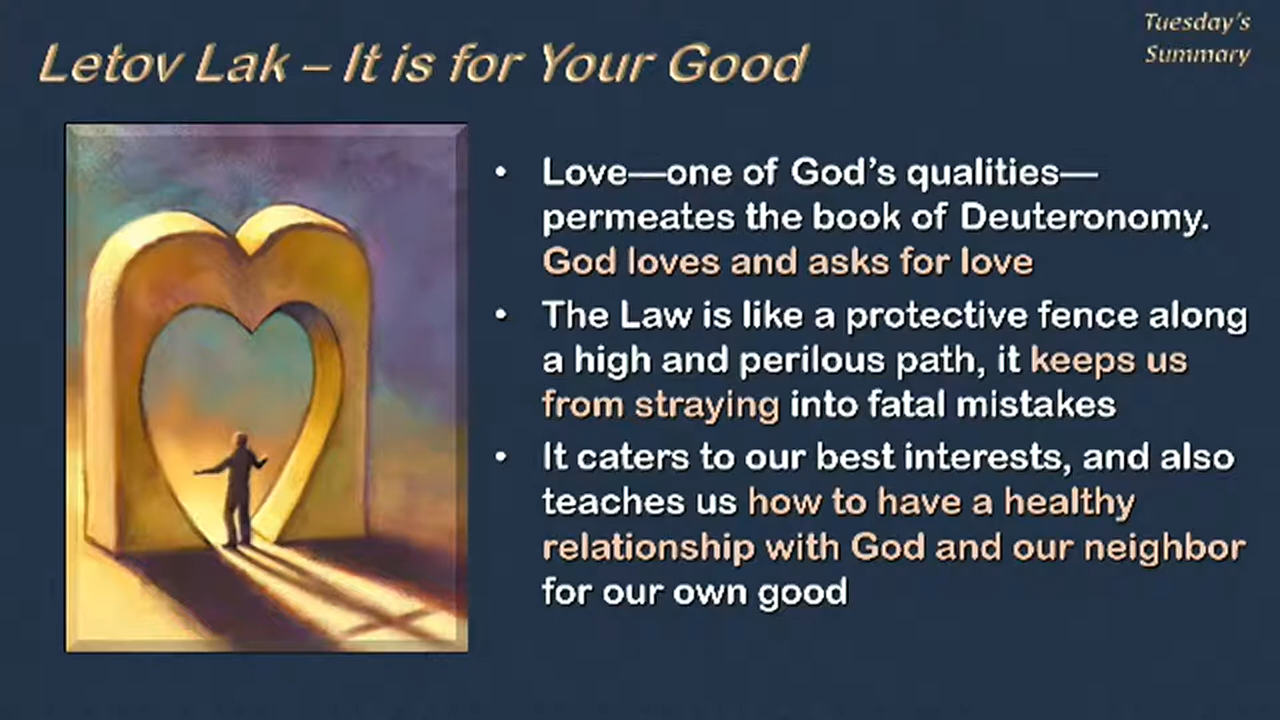 Letov Lak – It is for Your Good
Tuesday's
Summary
• Love—one of God's qualities—
permeates the book of Deuteronomy.
God loves and asks for love
• The Law is like a protective fence along
a high and perilous path, it keeps us
from straying into fatal mistakes
• It caters to our best interests, and also
teaches us how to have a healthy
relationship with God and our neighbor
for our own good